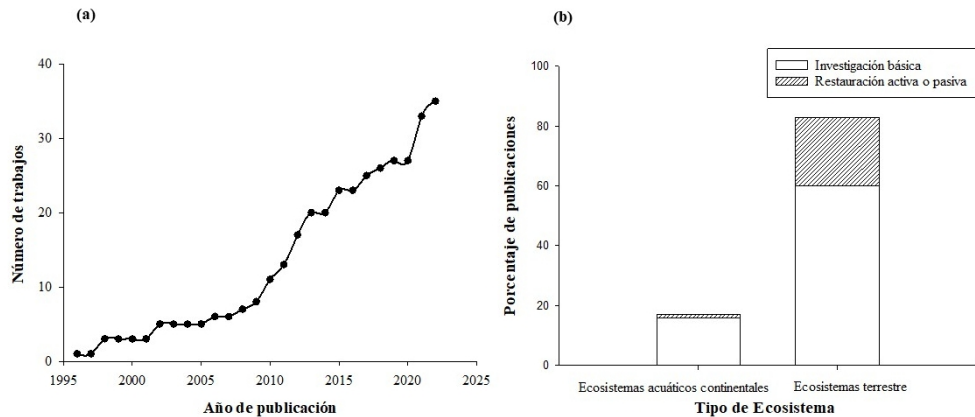 (a)
Número de trabajos
40
30
20
10
0
1995 2000 2005 2010 2015 2020 2025
Año de publicación
(b)
Investigación básica
Restauración activa o pasiva
Porcentaje de publicaciones
100
80
60
40
20
0
Ecosistemas acuáticos continentales Ecosistemas terrestre
Tipo de Ecosistema